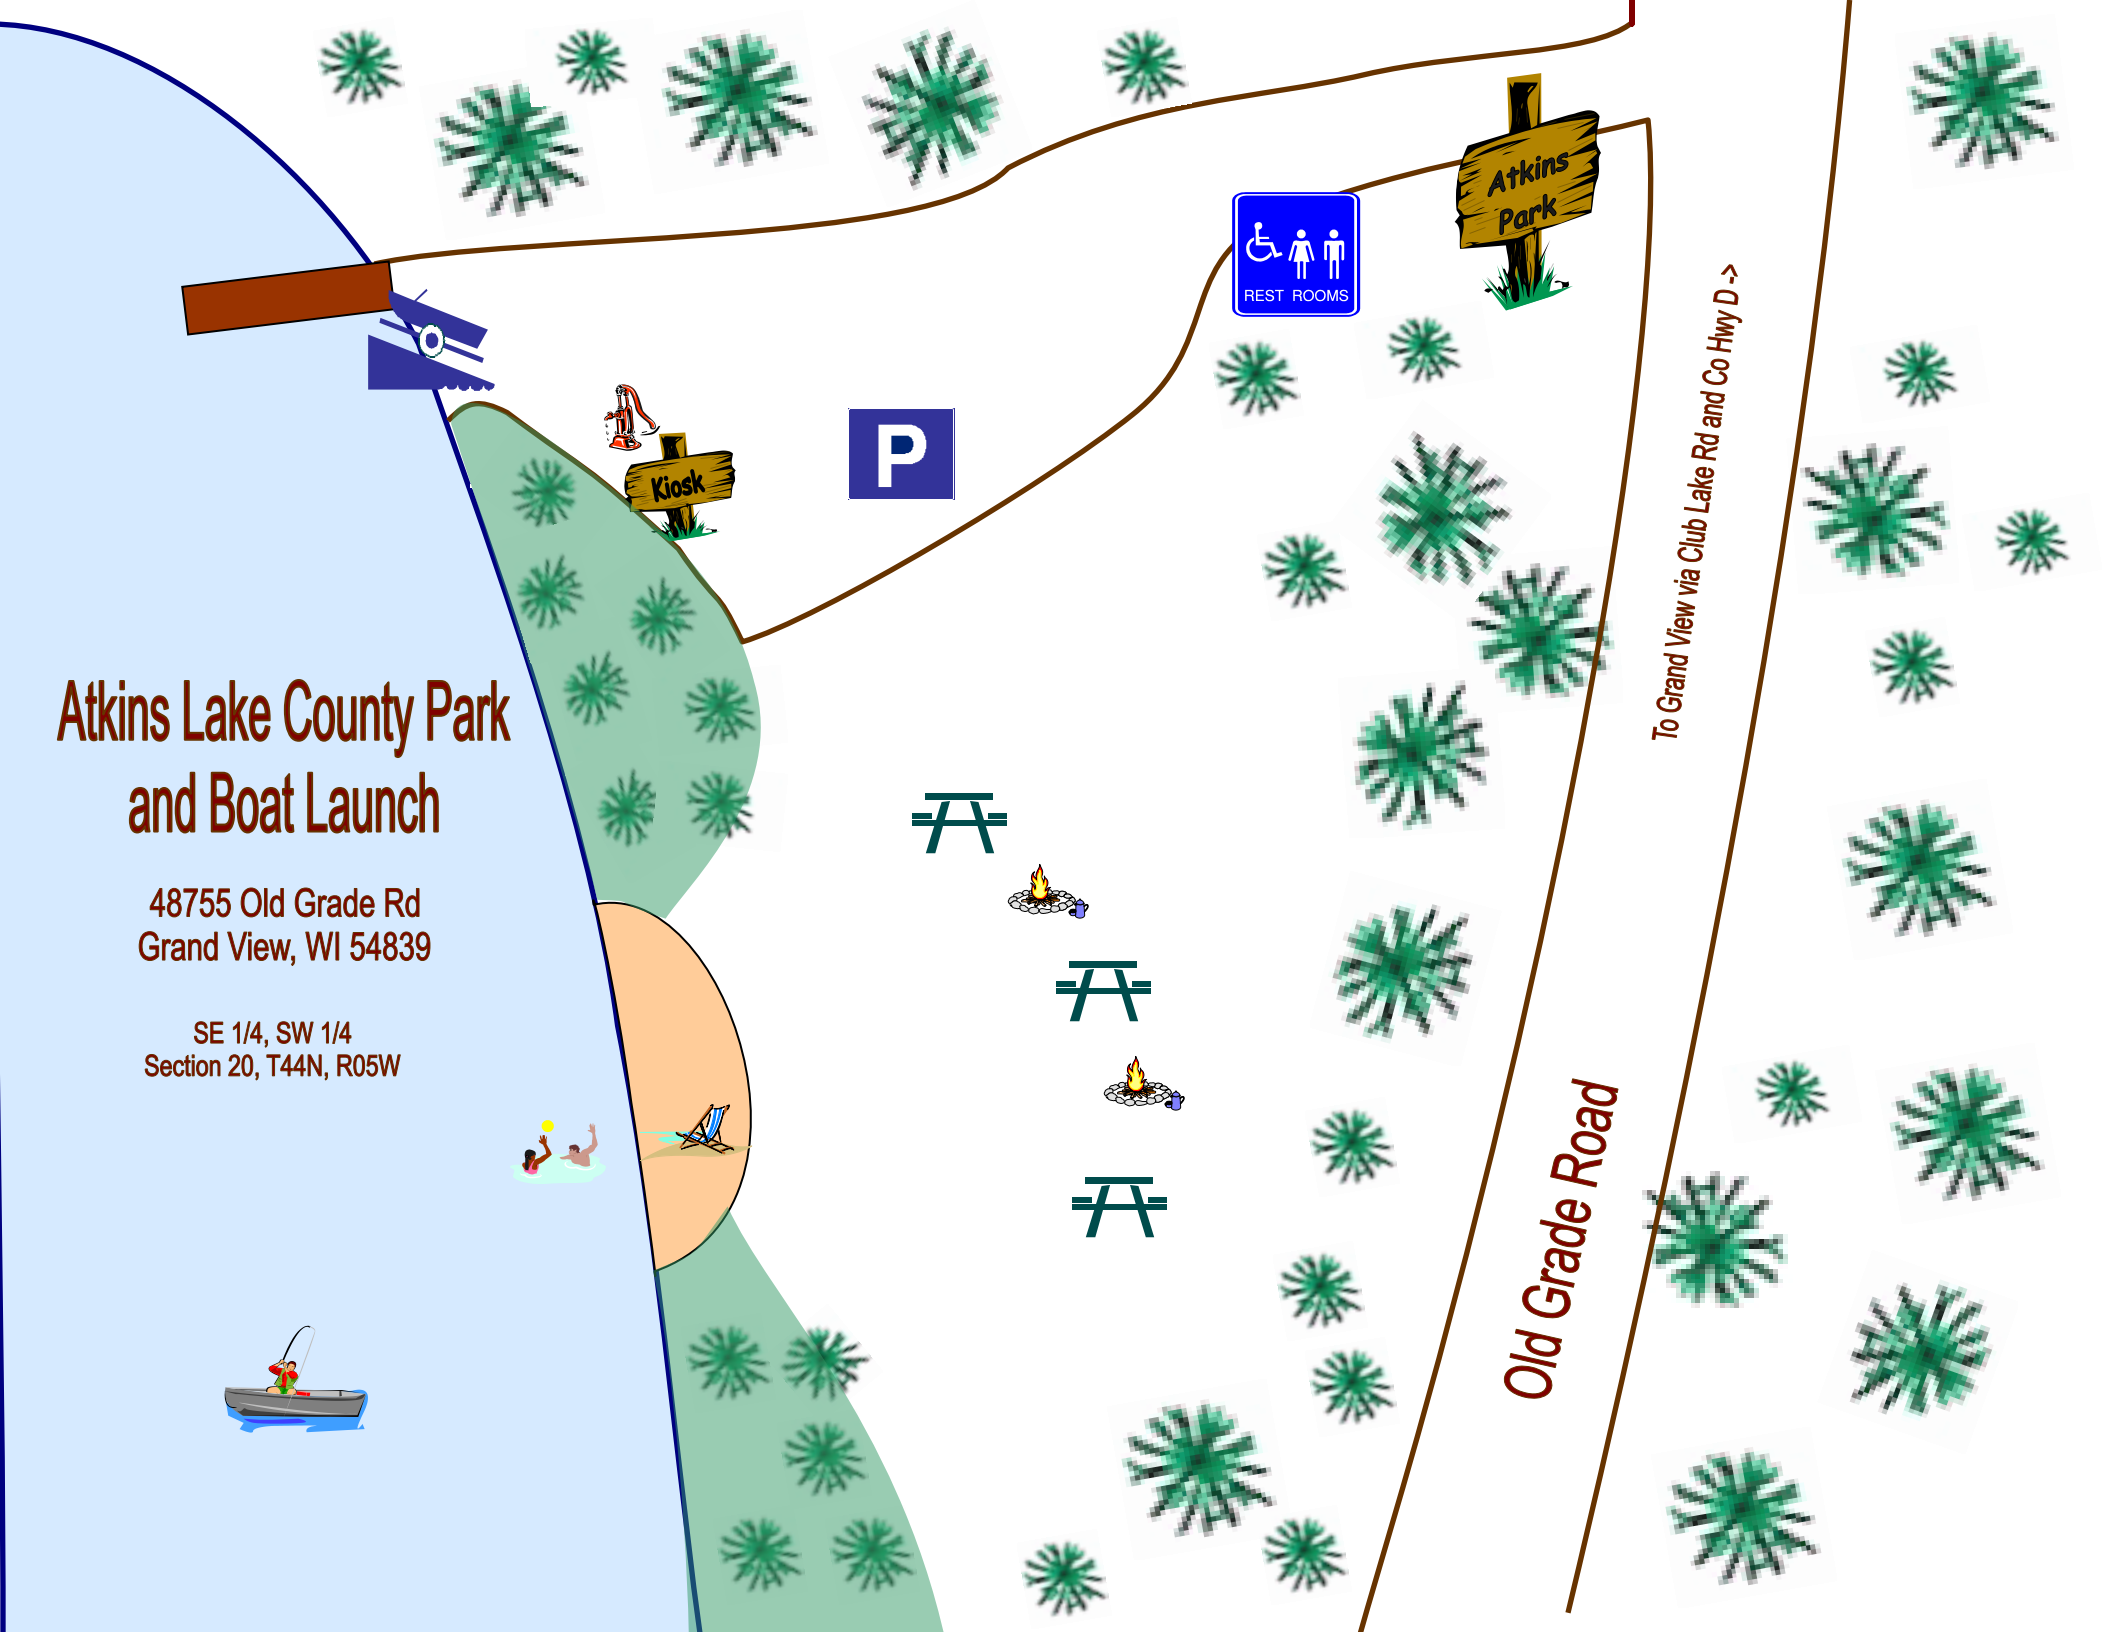 Atkins
Park
REST ROOMS
P
Kiosk
To Grand View via Club Lake Rd and Co Hwy D ->
Atkins Lake County Park
and Boat Launch
48755 Old Grade Rd
Grand View, WI 54839
SE 1/4, SW 1/4
Section 20, T44N, R05W
Old Grade Road